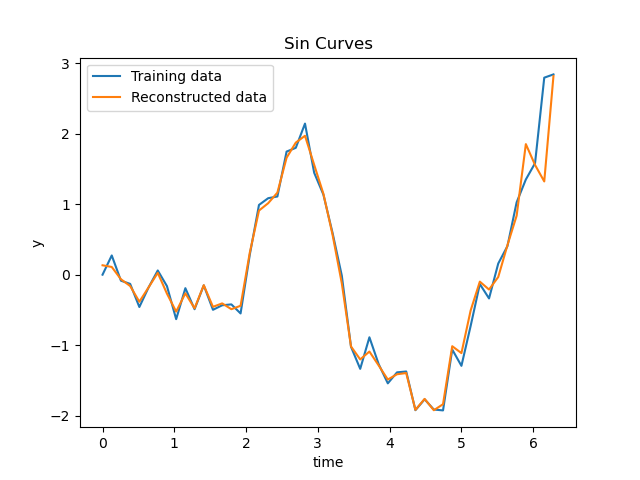 Sin Curves
Training data
Reconstructed data
y
3
2
1
0
−1
−2
0 1 2 3 4 5 6
time